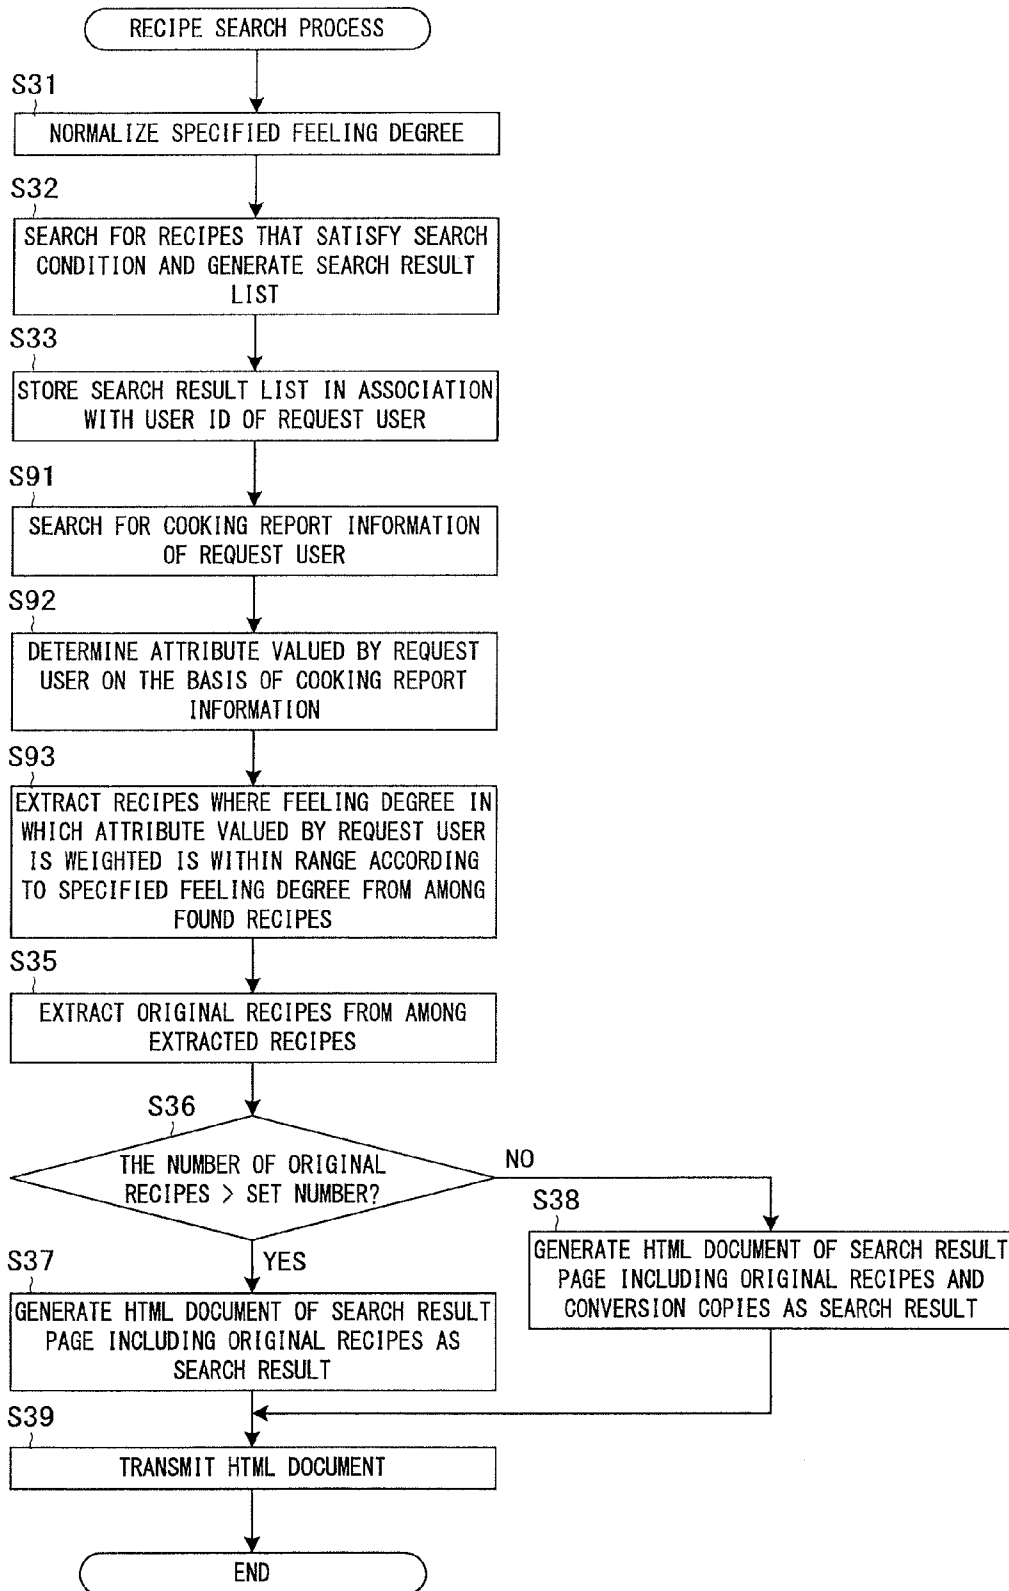 RECIPE SEARCH PROCESS
S31
NORMALIZE SPECIFIED FEELING DEGREE
S32
SEARCH FOR RECIPES THAT SATISFY SEARCH
CONDITION AND GENERATE SEARCH RESULT
LIST
S33
STORE SEARCH RESULT LIST IN ASSOCIATION
WITH USER ID OF REQUEST USER
S91
SEARCH FOR COOKING REPORT INFORMATION
OF REQUEST USER
S92
DETERMINE ATTRIBUTE VALUED BY REQUEST
USER ON THE BASIS OF COOKING REPORT
INFORMATION
S93
EXTRACT RECIPES WHERE FEELING DEGREE IN
WHICH ATTRIBUTE VALUED BY REQUEST USER
IS WEIGHTED IS WITHIN RANGE ACCORDING
TO SPECIFIED FEELING DEGREE FROM AMONG
FOUND RECIPES
S35
EXTRACT ORIGINAL RECIPES FROM AMONG
EXTRACTED RECIPES
S36
THE NUMBER OF ORIGINAL
RECIPES > SET NUMBER?
NO
S38
GENERATE HTML DOCUMENT OF SEARCH RESULT
PAGE INCLUDING ORIGINAL RECIPES AND
CONVERSION COPIES AS SEARCH RESULT
YES
S37
GENERATE HTML DOCUMENT OF SEARCH RESULT
PAGE INCLUDING ORIGINAL RECIPES AS
SEARCH RESULT
S39
TRANSMIT HTML DOCUMENT
END